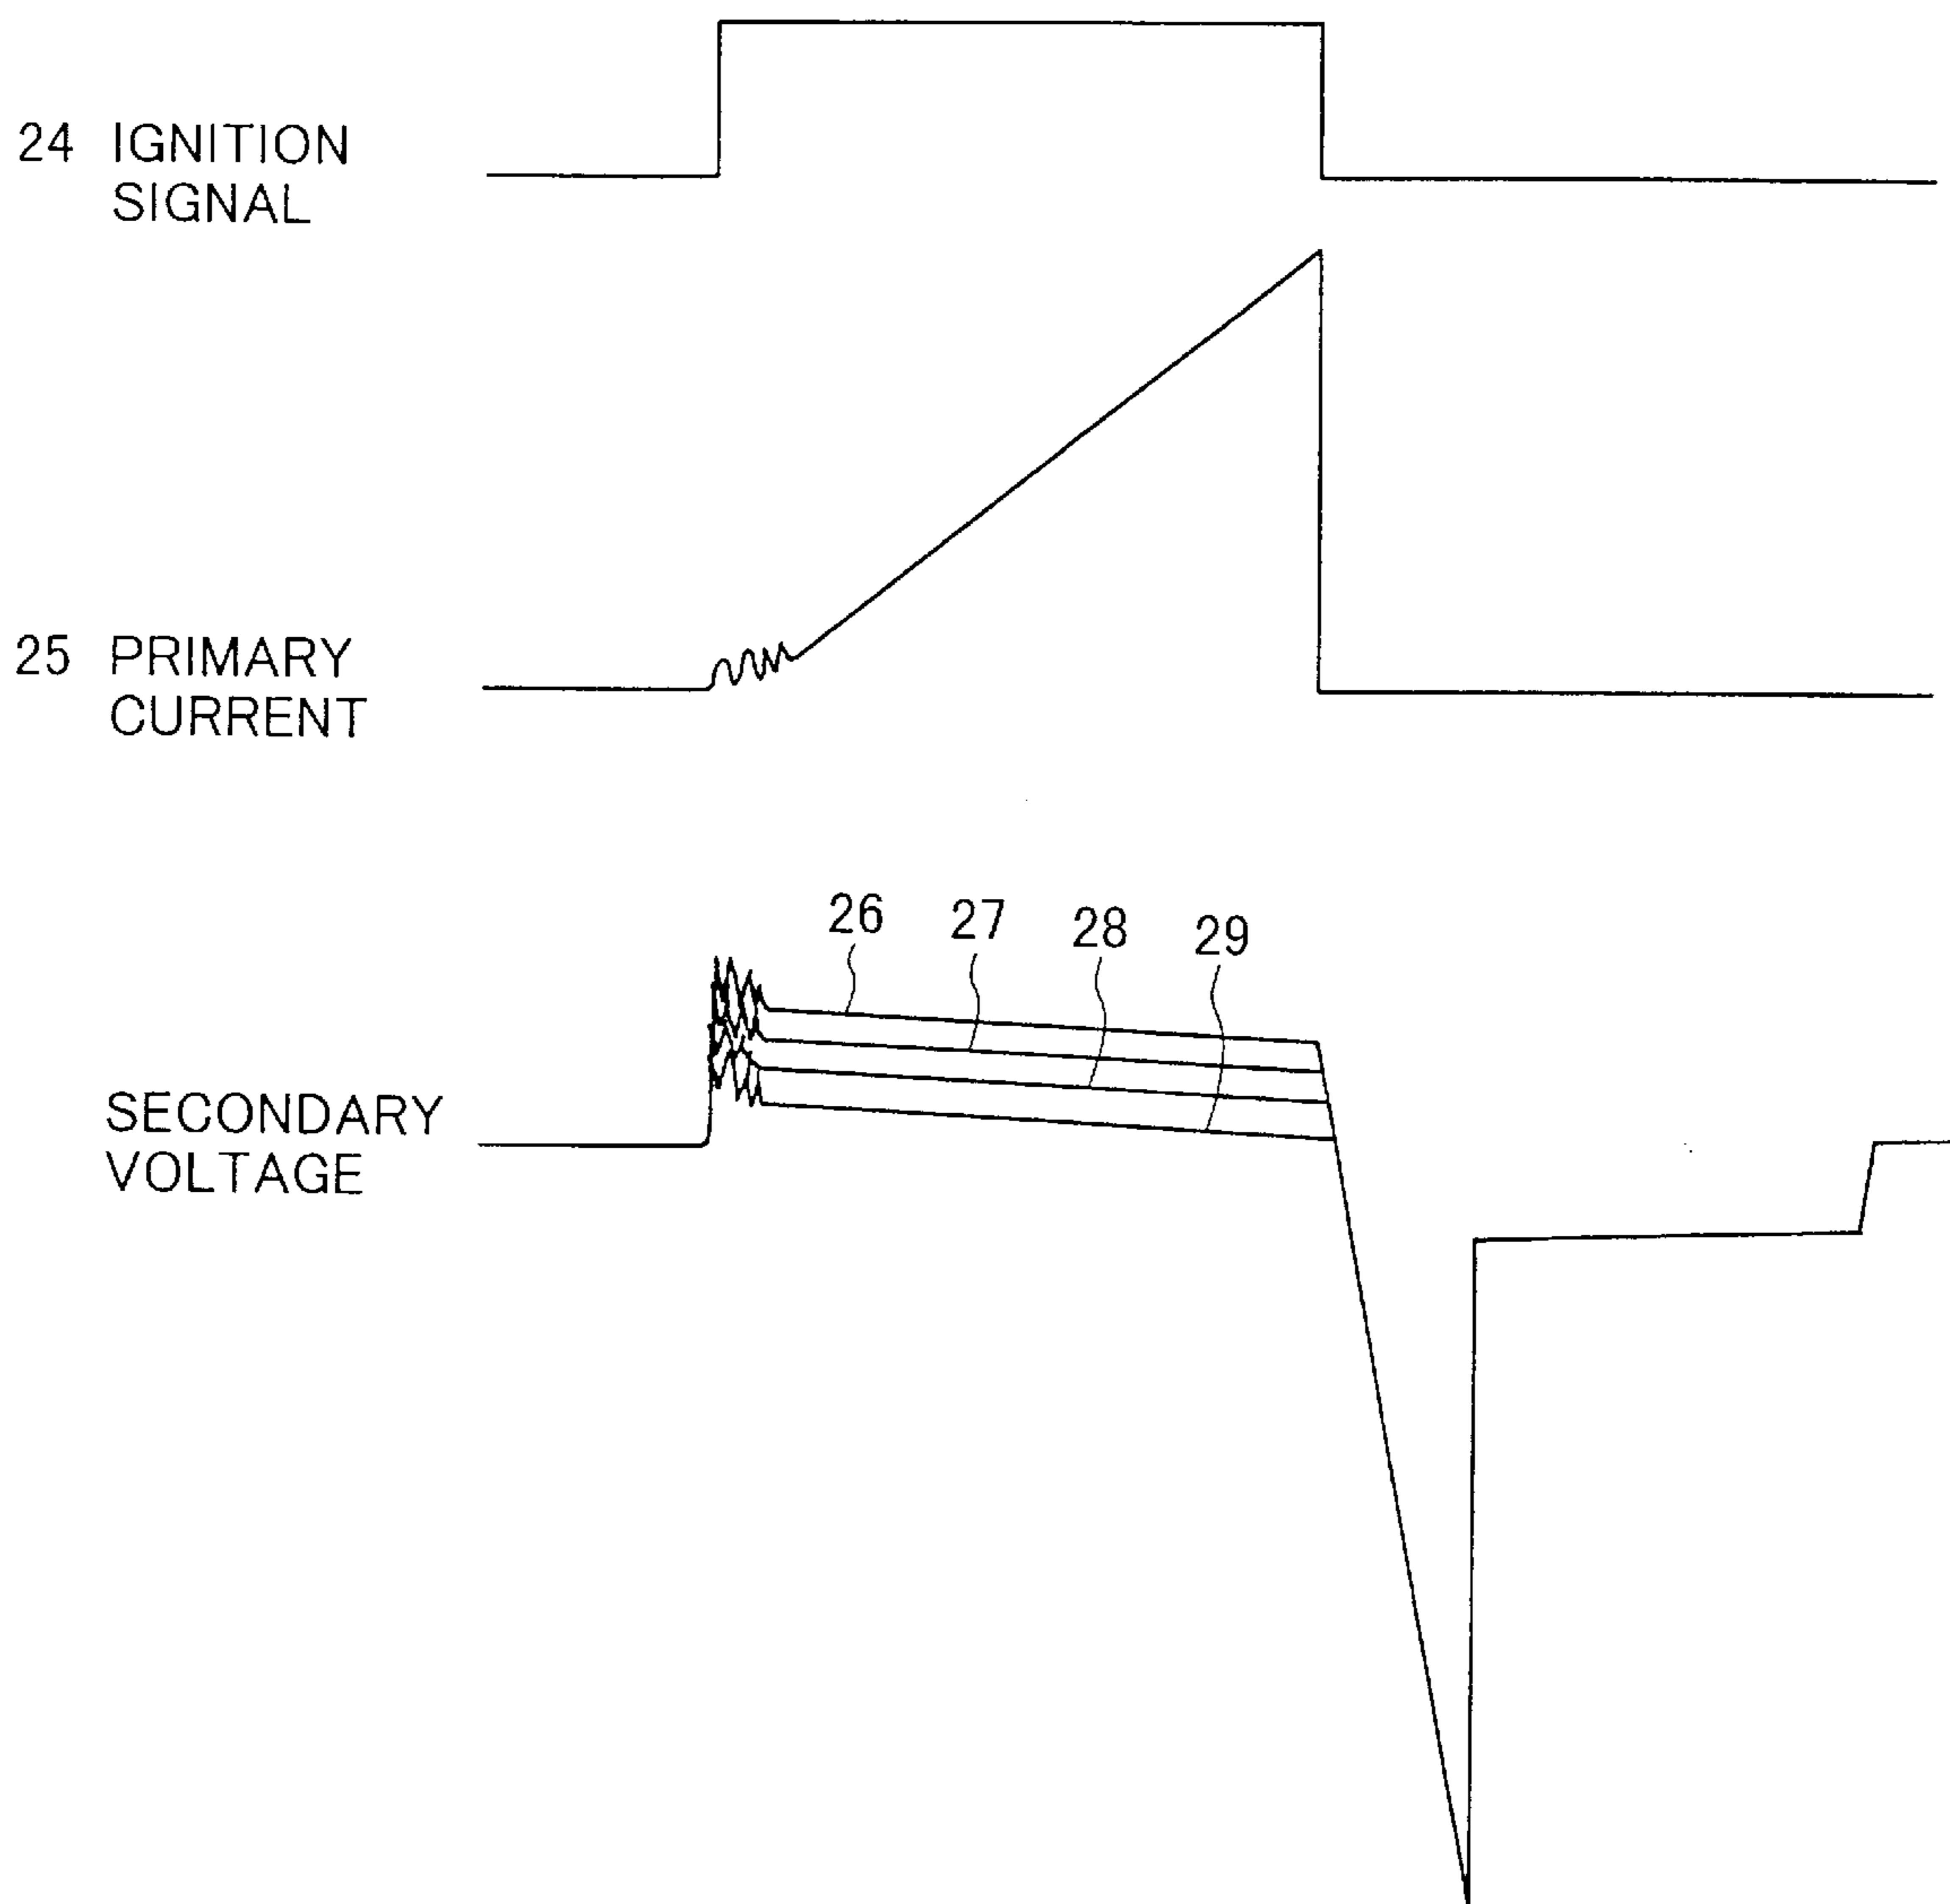 24 IGNITION
SIGNAL
25 PRIMARY
CURRENT
26 27 28 29
SECONDARY
VOLTAGE